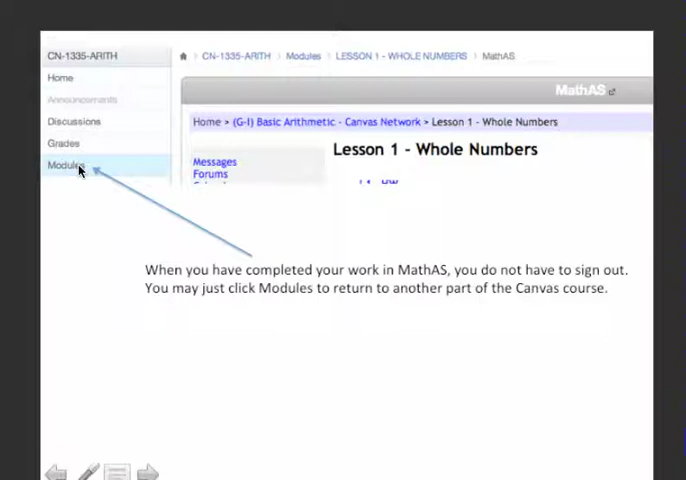 CN-1335-ARITH
CN-1335-ARITH Modules LESSON 1 - WHOLE NUMBERS MathAS
Home
Announcements
Discussions
Grades
Modules
MathAS
Home > (G-I) Basic Arithmetic - Canvas Network > Lesson 1 - Whole Numbers
Messages
Forums
Lesson 1 - Whole Numbers
When you have completed your work in MathAS, you do not have to sign out.
You may just click Modules to return to another part of the Canvas course.